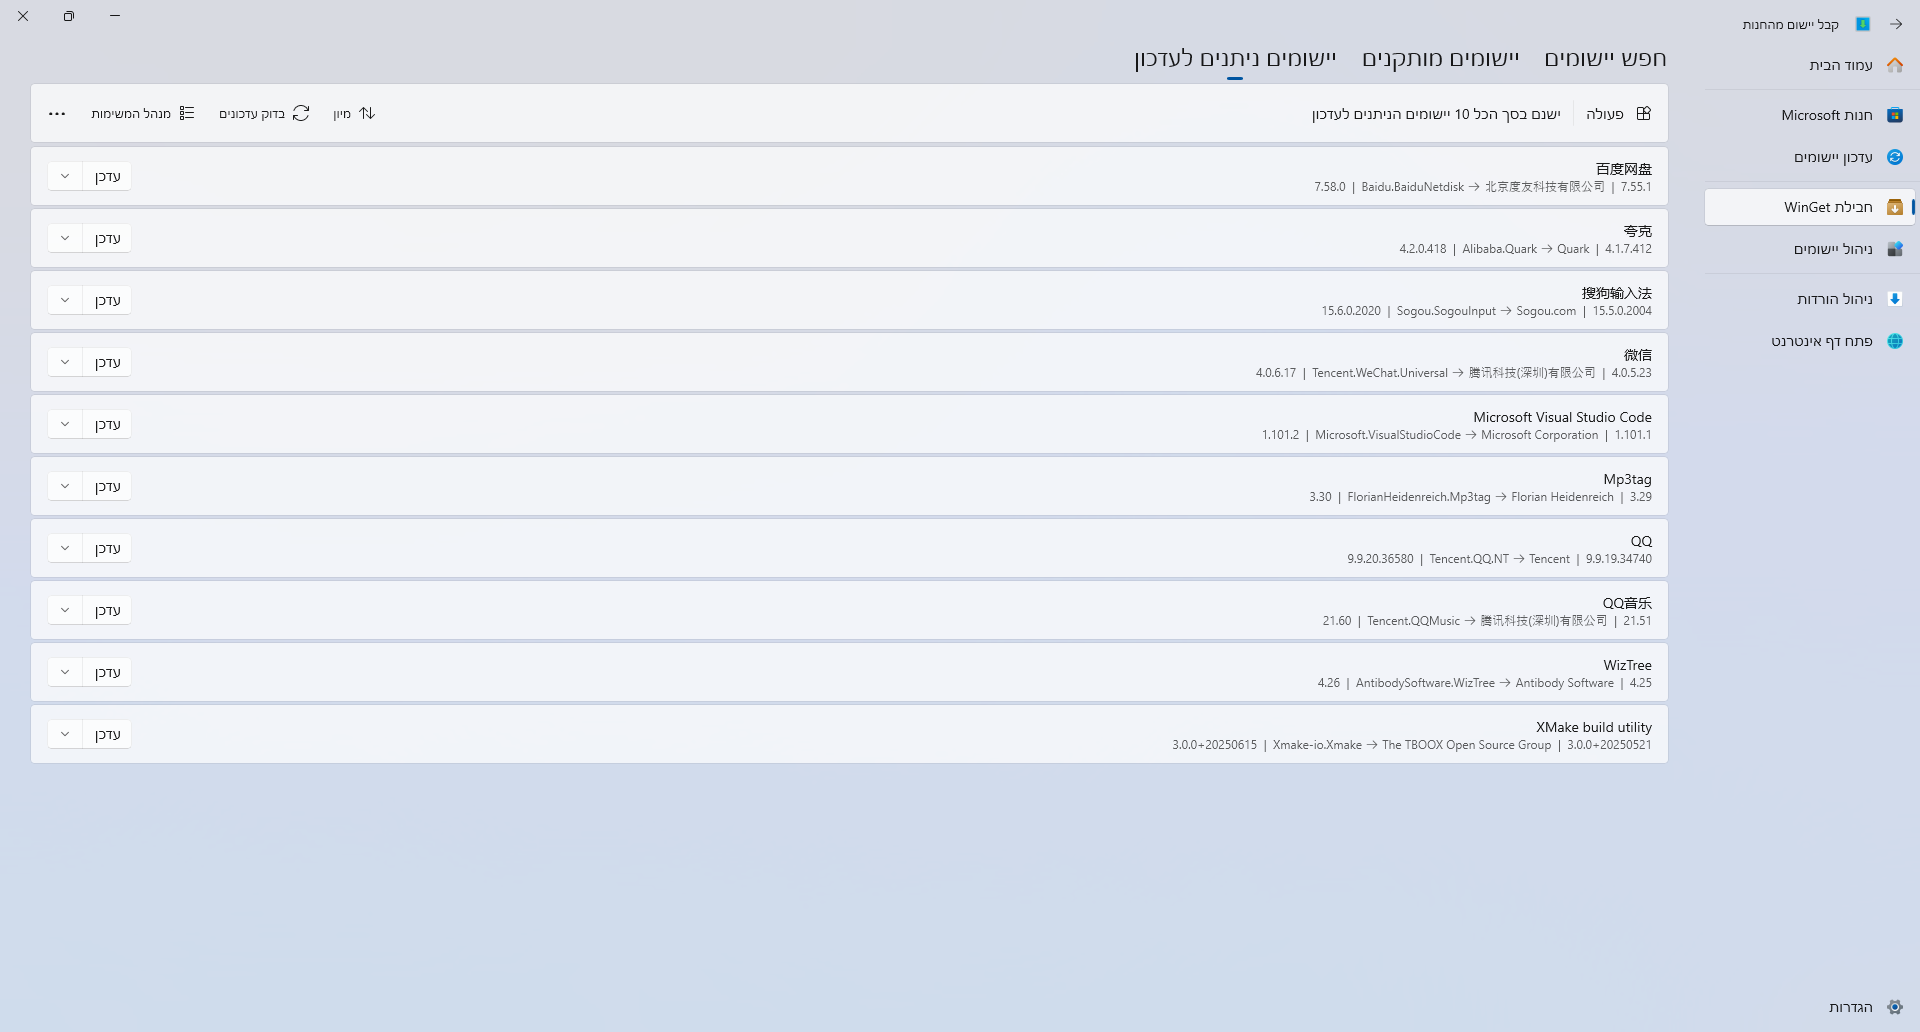 קבל יישום מהחנות
עמוד הבית
חנות Microsoft
עדכון יישומים
חבילת WinGet
ניהול יישומים
ניהול הורדות
פתח דף אינטרנט
הגדרות
חפש יישומים
יישומים מותקנים
יישומים ניתנים לעדכון
פעולה
ישנם בסך הכל 10 יישומים הניתנים לעדכון
מיון
בדוק עדכונים
מנהל המשימות
百度网盘
7.58.0 | Baidu.BaiduNetdisk → 北京度友科技有限公司 | 7.55.1
עדכן
夸克
4.2.0.418 | Alibaba.Quark → Quark | 4.1.7.412
עדכן
搜狗输入法
15.6.0.2020 | Sogou.SogouInput → Sogou.com | 15.5.0.2004
עדכן
微信
4.0.6.17 | Tencent.WeChat.Universal → 腾讯科技(深圳)有限公司 | 4.0.5.23
עדכן
Microsoft Visual Studio Code
1.101.2 | Microsoft.VisualStudioCode → Microsoft Corporation | 1.101.1
עדכן
Mp3tag
3.30 | FlorianHeidenreich.Mp3tag → Florian Heidenreich | 3.29
עדכן
QQ
9.9.20.36580 | Tencent.QQ.NT → Tencent | 9.9.19.34740
עדכן
QQ音乐
21.60 | Tencent.QQMusic → 腾讯科技(深圳)有限公司 | 21.51
עדכן
WizTree
4.26 | AntibodySoftware.WizTree → Antibody Software | 4.25
עדכן
XMake build utility
3.0.0+20250615 | Xmake-io.Xmake → The TBOOX Open Source Group | 3.0.0+20250521
עדכן